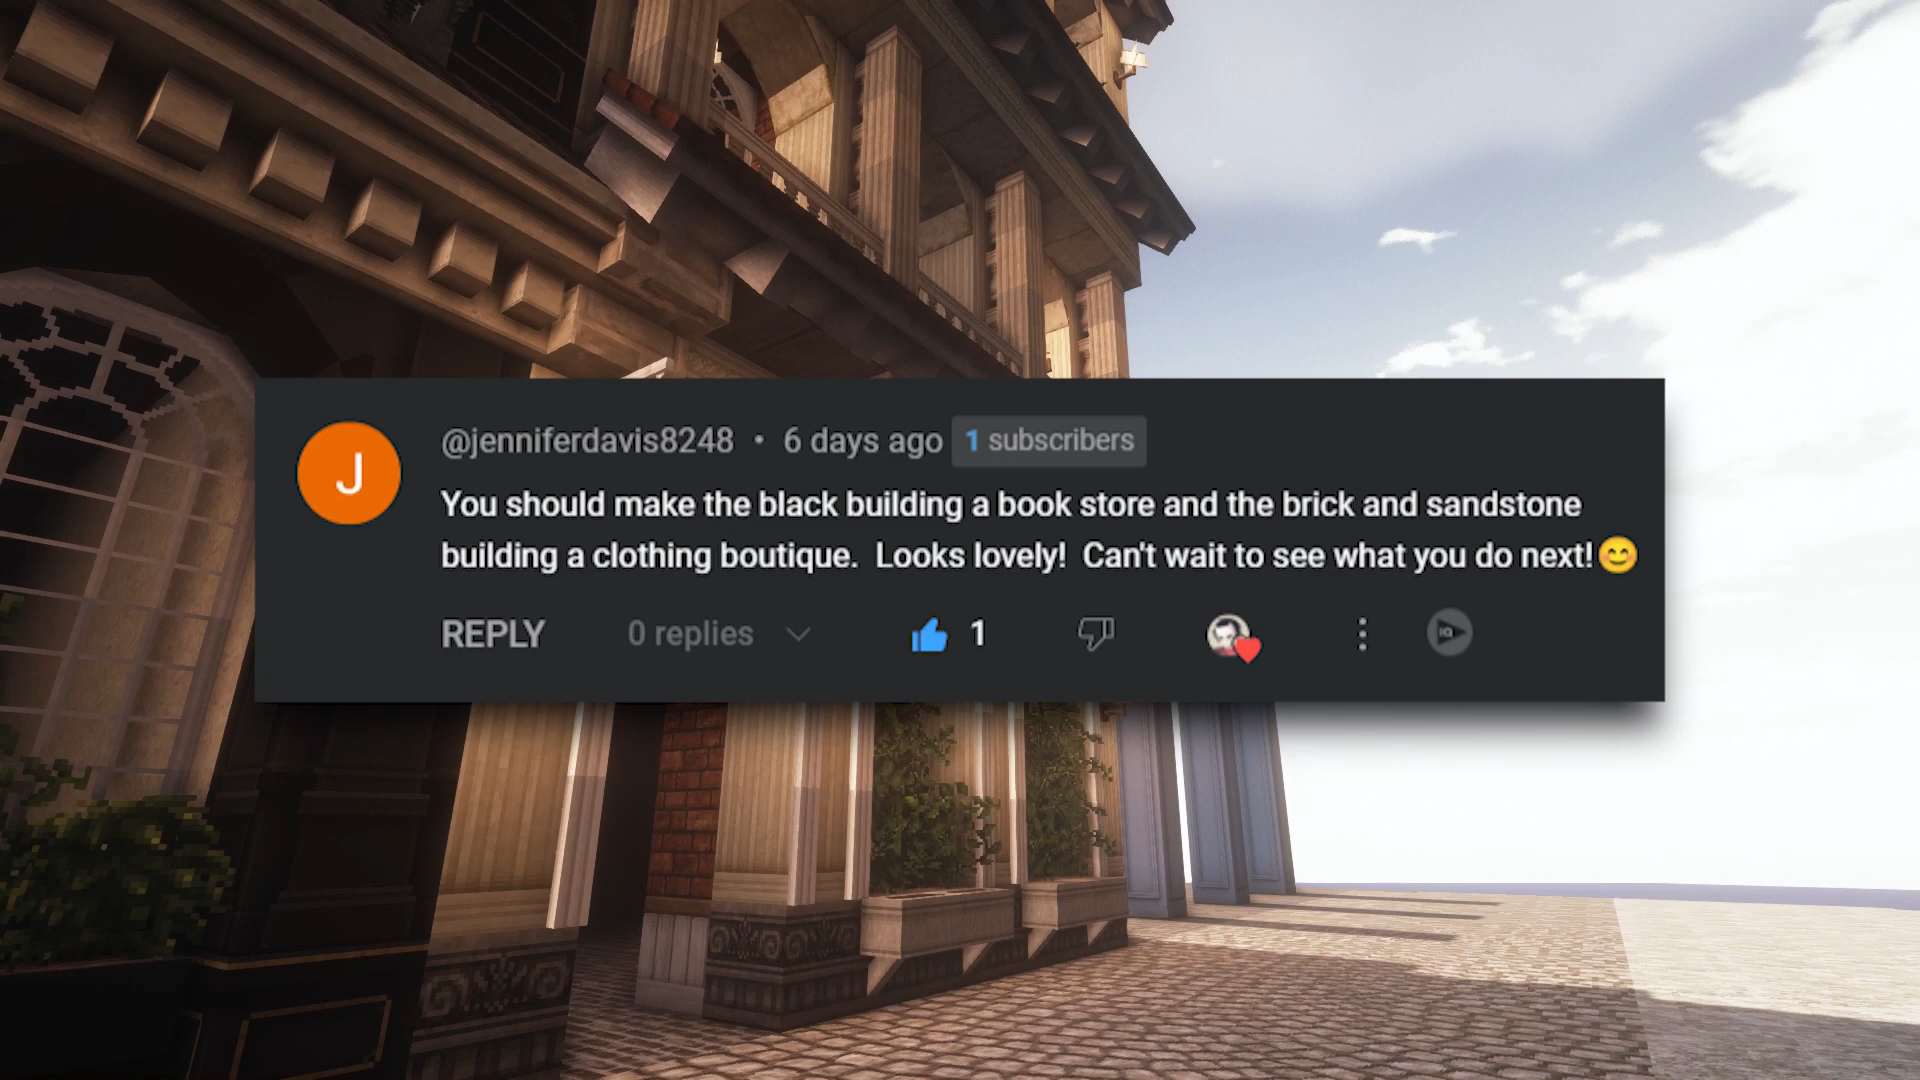 J
@jenniferdavis8248 • 6 days ago 1 subscribers
You should make the black building a book store and the brick and sandstone
building a clothing boutique.  Looks lovely!  Can't wait to see what you do next!😊
REPLY 0 replies 1 IQ